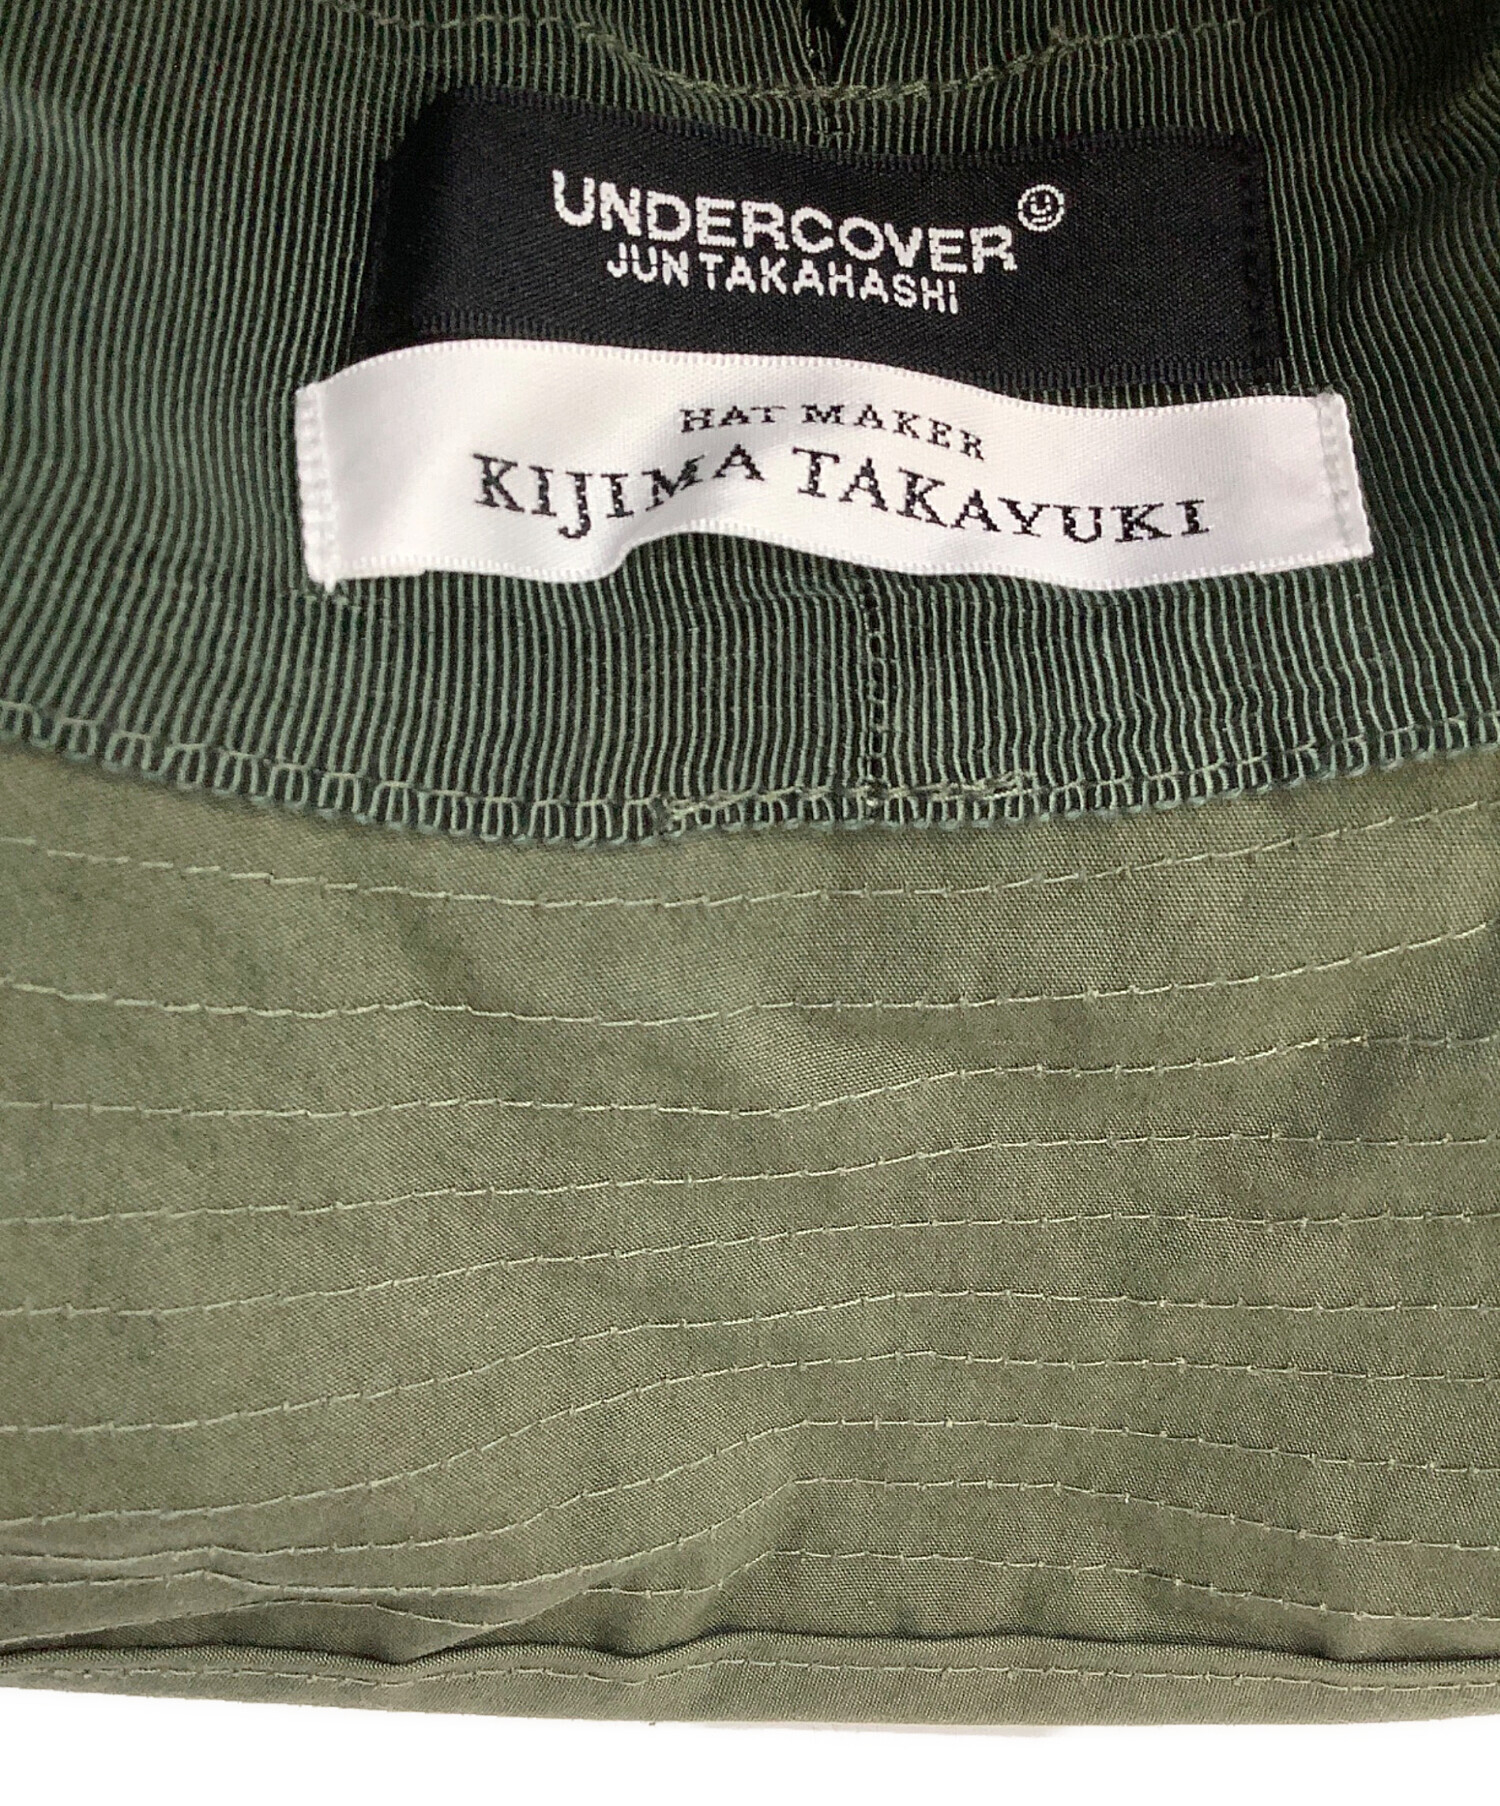 UNDERCOVER
JUN TAKAHASHI
HAT MAKER
KIJIMA TAKAYUKI